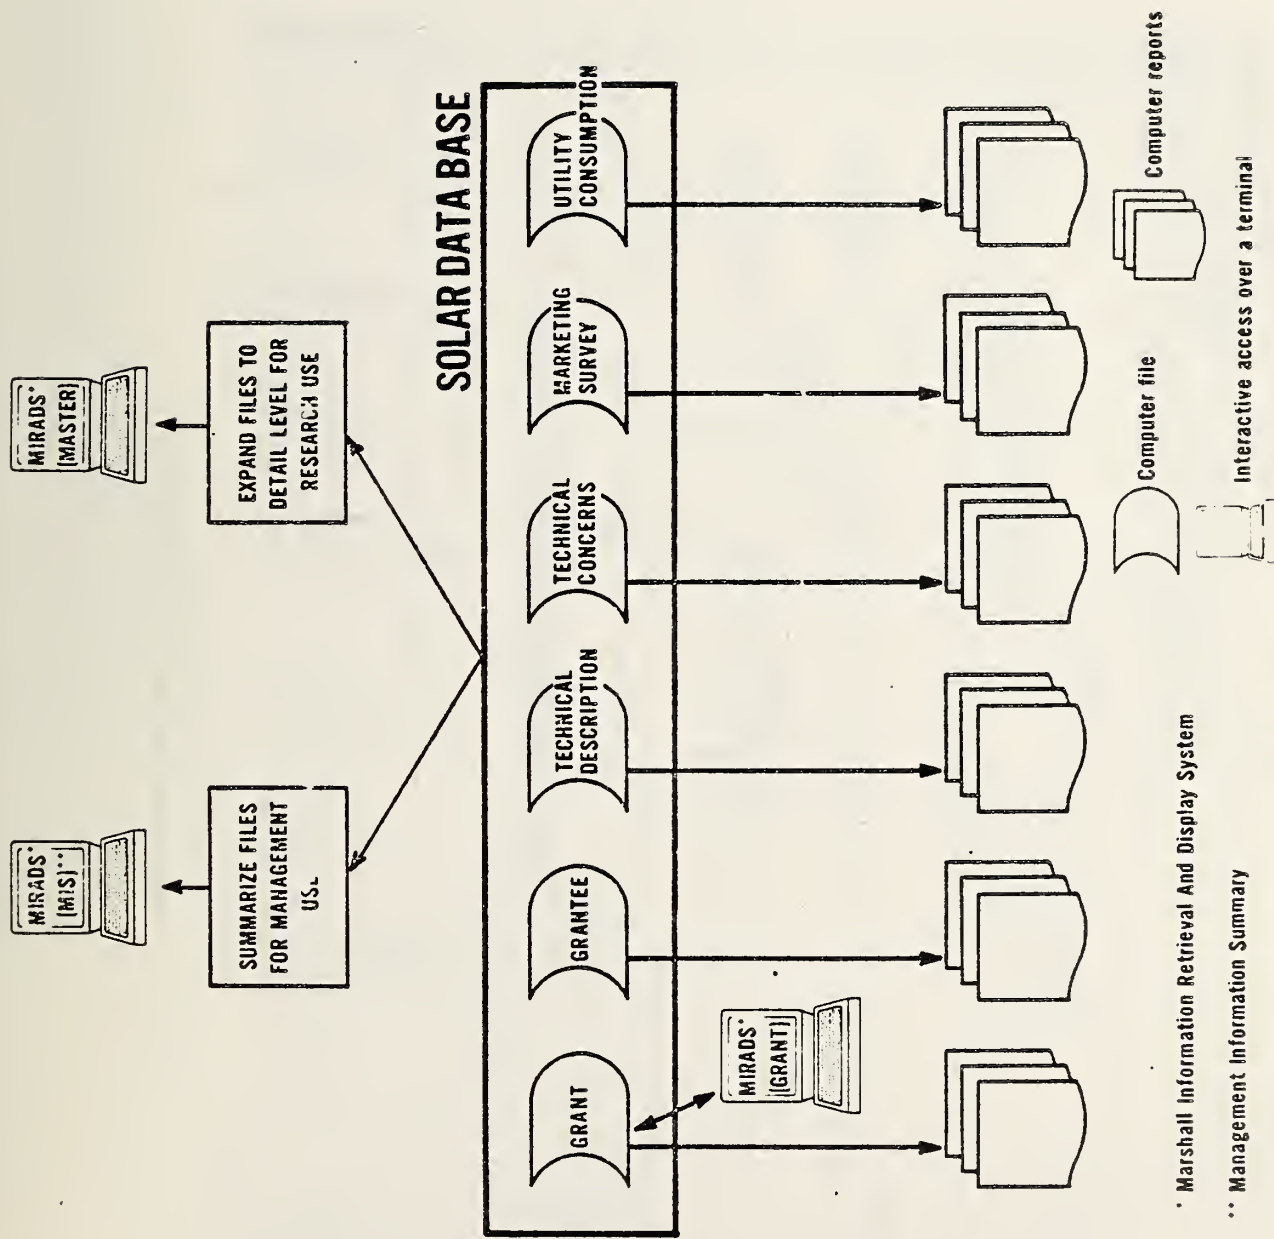 MIRADS*
(MIS)**
MIRADS*
(MASTER)
SUMMARIZE FILES
FOR MANAGEMENT
USE
EXPAND FILES TO
DETAIL LEVEL FOR
RESEARCH USE
SOLAR DATA BASE
GRANT
GRANTEE
TECHNICAL
DESCRIPTION
TECHNICAL
CONCERNS
MARKETING
SURVEY
UTILITY
CONSUMPTION
MIRADS*
(GRANT)
* Marshall Information Retrieval And Display System
** Management Information Summary
Computer file
Computer reports
Interactive access over a terminal